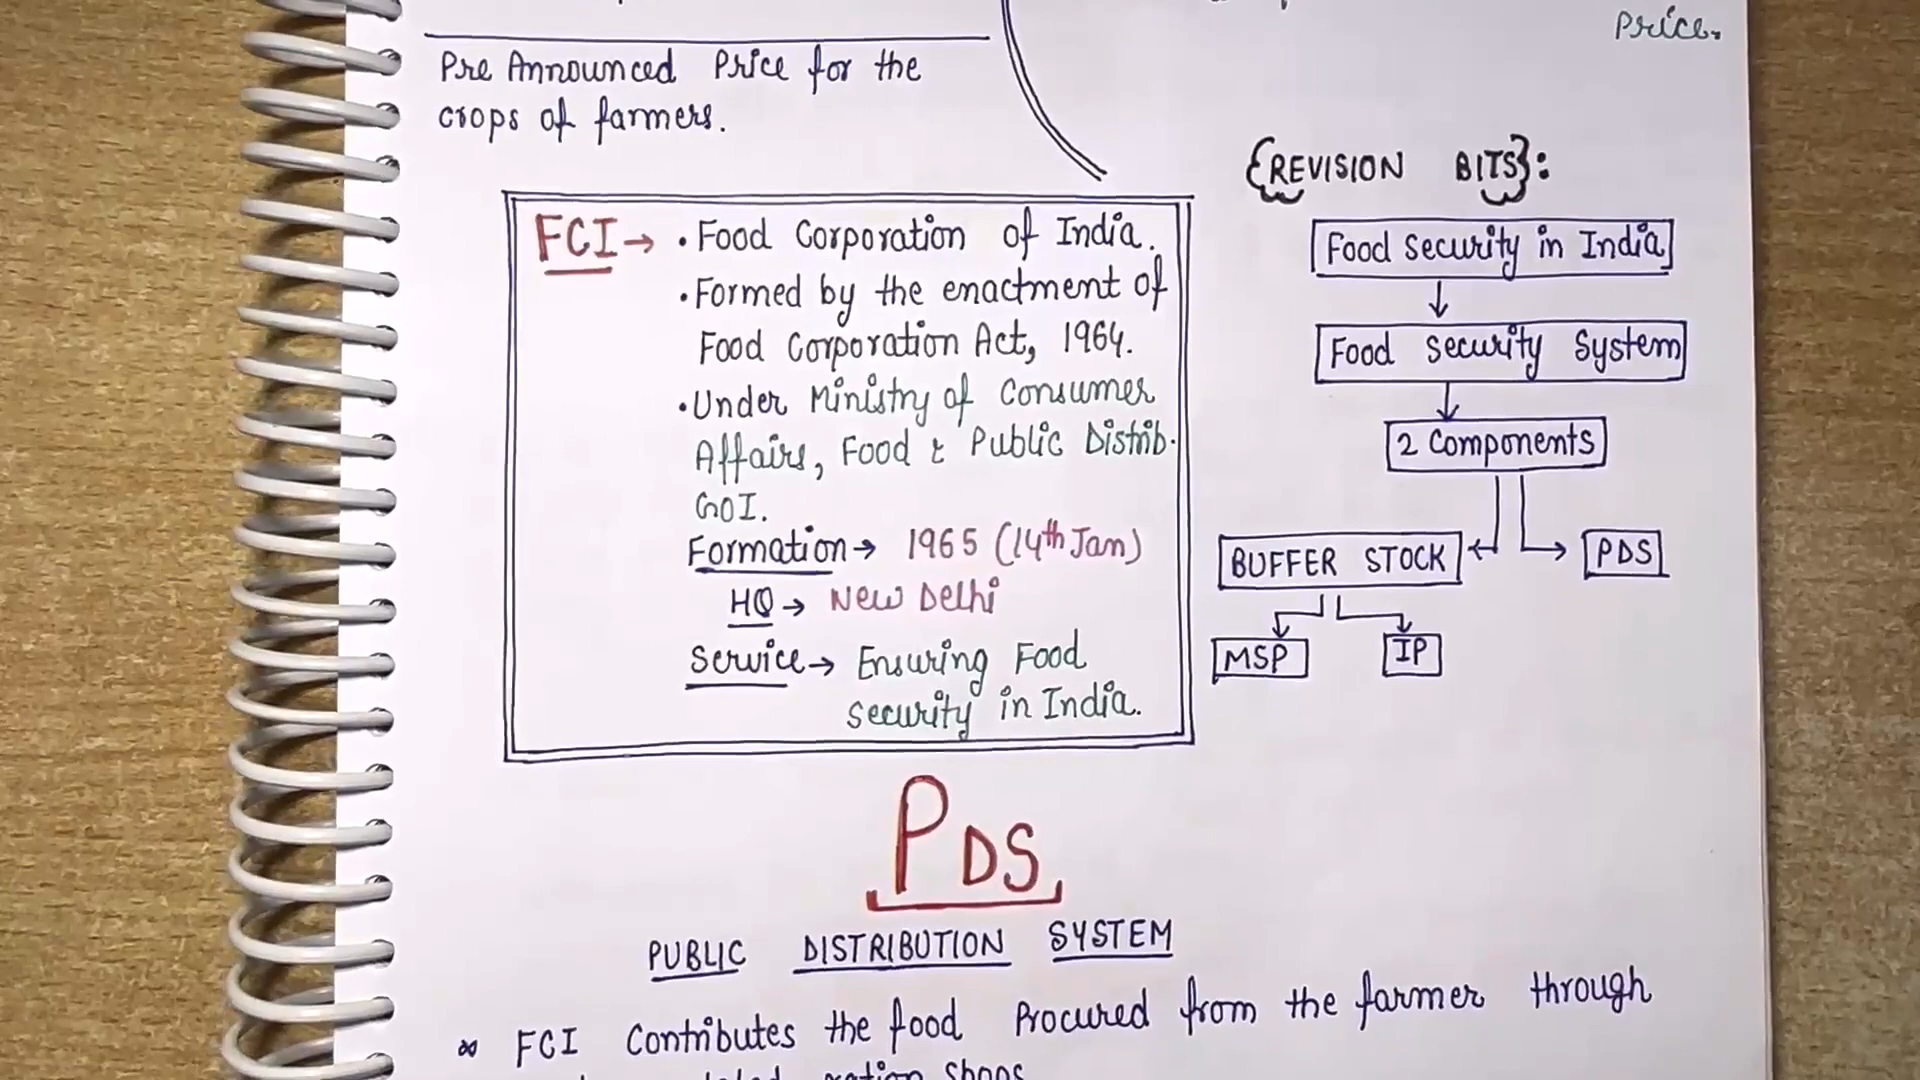 Price.
Pre Announced Price for the
crops of farmers.
FCI→ • Food Corporation of India.
• Formed by the enactment of
Food Corporation Act, 1964.
• Under Ministry of Consumer
Affairs, Food & Public Distrib.
GOI.
Formation→ 1965 (14th Jan)
HQ→ New Delhi
Service→ Ensuring Food
security in India.
{REVISION BITS}:
Food security in India
Food security System
2 Components
BUFFER STOCK
PDS
MSP
IP
PDS
PUBLIC DISTRIBUTION SYSTEM
FCI Contributes the food Procured from the farmer through
ration shops